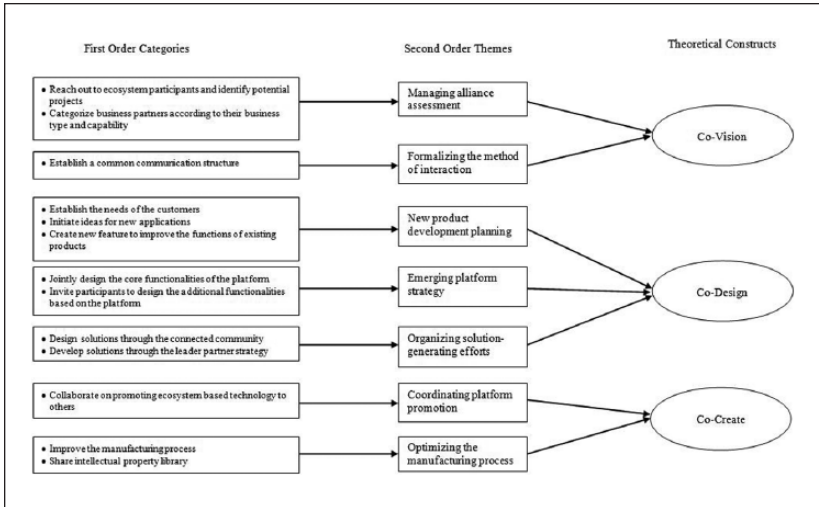 First Order Categories
Second Order Themes
Theoretical Constructs
● Reach out to ecosystem participants and identify potential
projects
● Categorize business partners according to their business
type and capability
Managing alliance
assessment
Co-Vision
● Establish a common communication structure
Formalizing the method
of interaction
● Establish the needs of the customers
● Initiate ideas for new applications
● Create new feature to improve the functions of existing
products
New product
development planning
● Jointly design the core functionalities of the platform
● Invite participants to design the additional functionalities
based on the platform
Emerging platform
strategy
Co-Design
● Design solutions through the connected community
● Develop solutions through the leader partner strategy
Organizing solution-
generating efforts
● Collaborate on promoting ecosystem based technology to
others
Coordinating platform
promotion
Co-Create
● Improve the manufacturing process
● Share intellectual property library
Optimizing the
manufacturing process